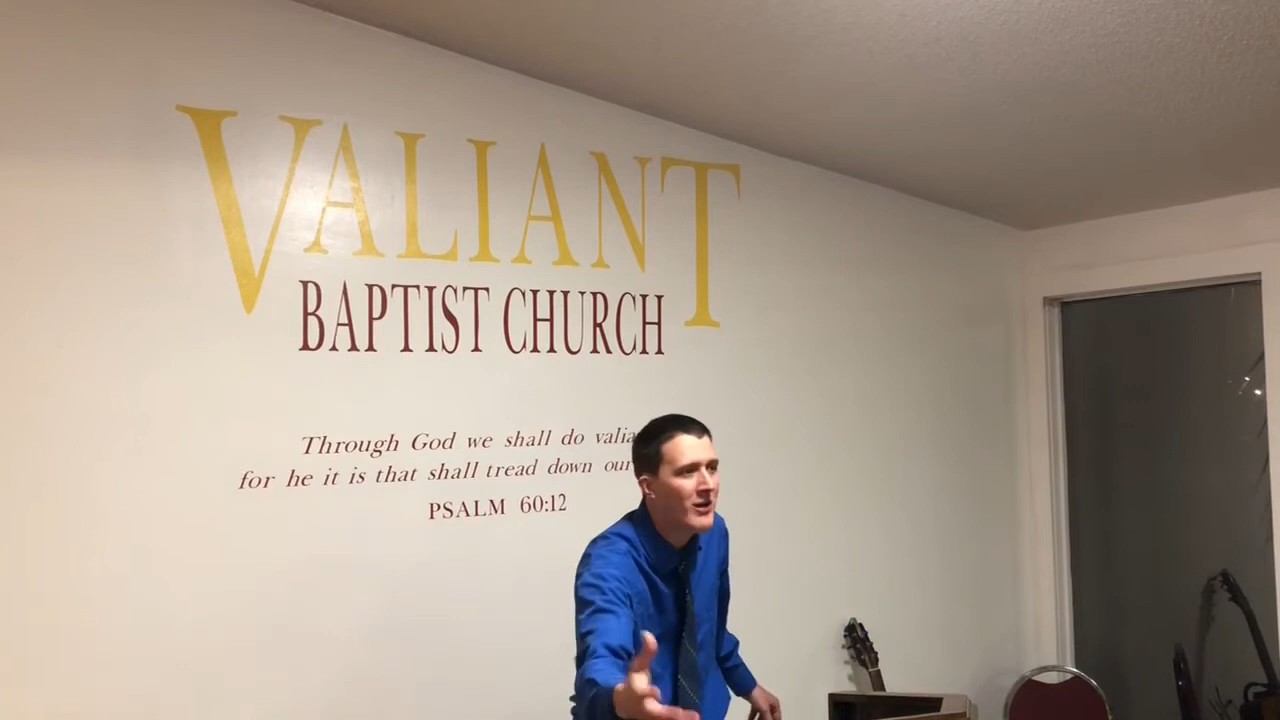 VALIANT
BAPTIST CHURCH
Through God we shall do
for he it is that shall tread down our
PSALM 60:12